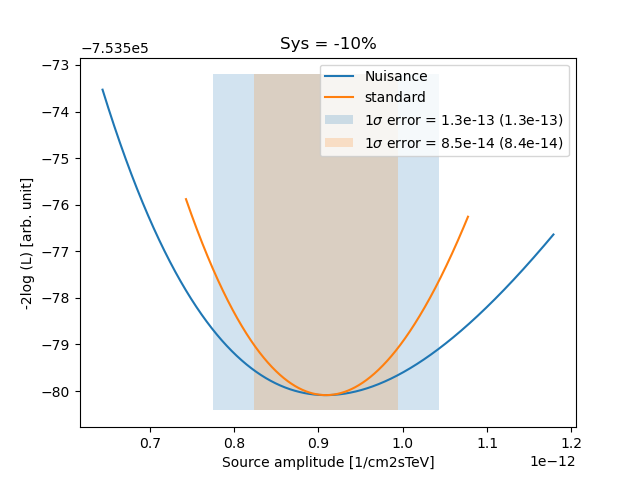 Sys = -10%
−7.535e5
Nuisance
standard
1σ error = 1.3e-13 (1.3e-13)
1σ error = 8.5e-14 (8.4e-14)
-2log (L) [arb. unit]
−73
−74
−75
−76
−77
−78
−79
−80
0.7 0.8 0.9 1.0 1.1 1.2
1e−12
Source amplitude [1/cm2sTeV]